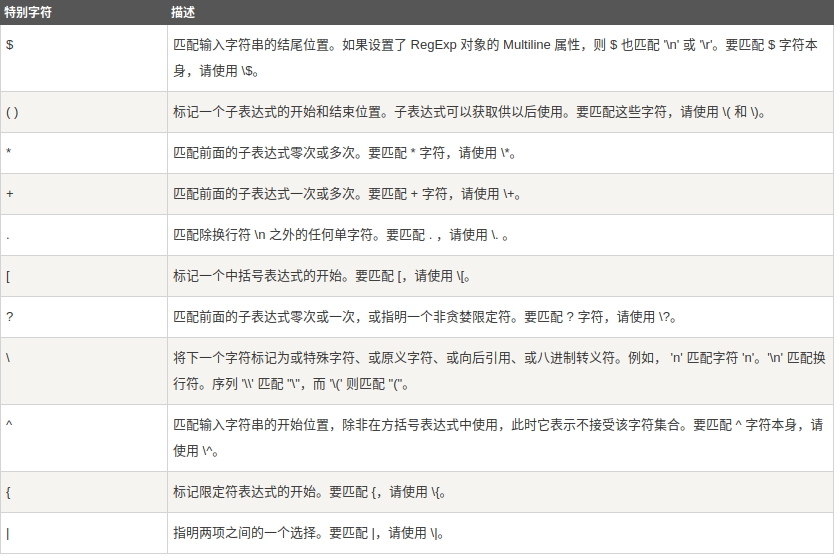 特别字符 描述
$ 匹配输入字符串的结尾位置。如果设置了 RegExp 对象的 Multiline 属性，则 $ 也匹配 '\n' 或 '\r'。要匹配 $ 字符本
身，请使用 \$。
( ) 标记一个子表达式的开始和结束位置。子表达式可以获取供以后使用。要匹配这些字符，请使用 \( 和 \)。
* 匹配前面的子表达式零次或多次。要匹配 * 字符，请使用 \*。
+ 匹配前面的子表达式一次或多次。要匹配 + 字符，请使用 \+。
. 匹配除换行符 \n 之外的任何单字符。要匹配 . ，请使用 \. 。
[ 标记一个中括号表达式的开始。要匹配 [，请使用 \[。
? 匹配前面的子表达式零次或一次，或指明一个非贪婪限定符。要匹配 ? 字符，请使用 \?。
\ 将下一个字符标记为或特殊字符、或原义字符、或向后引用、或八进制转义符。例如， 'n' 匹配字符 'n'。'\n' 匹配换
行符。序列 '\\' 匹配 "\"，而 '\(' 则匹配 "("。
^ 匹配输入字符串的开始位置，除非在方括号表达式中使用，此时它表示不接受该字符集合。要匹配 ^ 字符本身，请
使用 \^。
{ 标记限定符表达式的开始。要匹配 {，请使用 \{。
| 指明两项之间的一个选择。要匹配 |，请使用 \|。